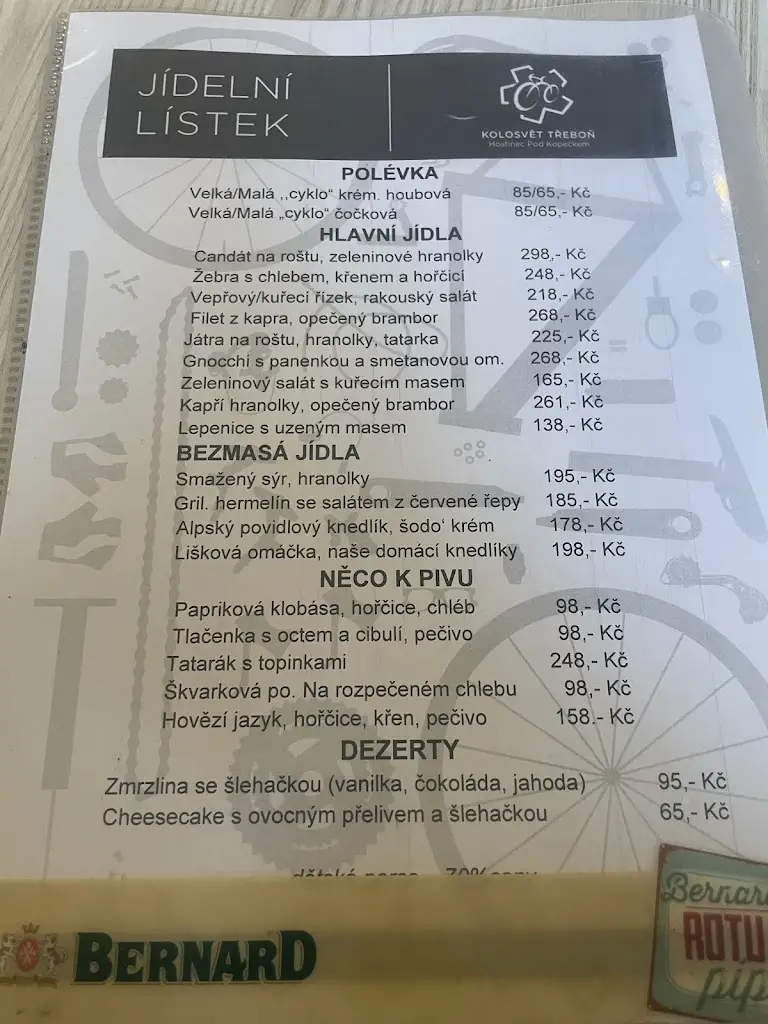 JÍDELNÍ
LÍSTEK
KOLOSVĚT TŘEBOŇ
Hostinec Pod Kopečkem
POLÉVKA
Velká/Malá ,,cyklo“ krém. houbová 85/65,- Kč
Velká/Malá „cyklo“ čočková 85/65,- Kč
HLAVNÍ JÍDLA
Candát na roštu, zeleninové hranolky 298,- Kč
Žebra s chlebem, křenem a hořčicí 248,- Kč
Vepřový/kuřecí řízek, rakouský salát 218,- Kč
Filet z kapra, opečený brambor 268,- Kč
Játra na roštu, hranolky, tatarka 225,- Kč
Gnocchi s panenkou a smetanovou om. 268,- Kč
Zeleninový salát s kuřecím masem 165,- Kč
Kapří hranolky, opečený brambor 261,- Kč
Lepenice s uzeným masem 138,- Kč
BEZMASÁ JÍDLA
Smažený sýr, hranolky 195,- Kč
Gril. hermelín se salátem z červené řepy 185,- Kč
Alpský povidlový knedlík, šodo‘ krém 178,- Kč
Lišková omáčka, naše domácí knedlíky 198,- Kč
NĚCO K PIVU
Papriková klobása, hořčice, chléb 98,- Kč
Tlačenka s octem a cibulí, pečivo 98,- Kč
Tatarák s topinkami 248,- Kč
Škvarková po. Na rozpečeném chlebu 98,- Kč
Hovězí jazyk, hořčice, křen, pečivo 158.- Kč
DEZERTY
Zmrzlina se šlehačkou (vanilka, čokoláda, jahoda) 95,- Kč
Cheesecake s ovocným přelivem a šlehačkou 65,- Kč
BERNARD